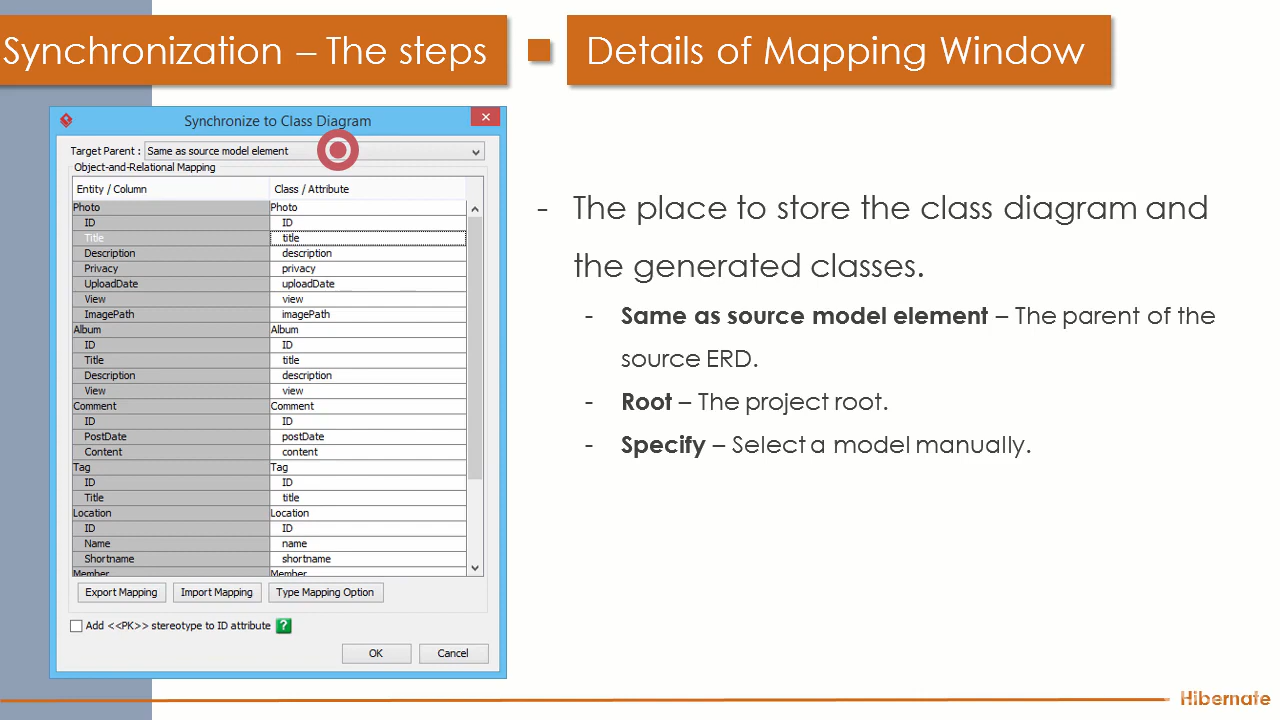 Synchronization – The steps
Details of Mapping Window
Synchronize to Class Diagram
Target Parent : Same as source model element
Object-and-Relational Mapping
Entity / Column Class / Attribute
Photo Photo
ID ID
Title title
Description description
Privacy privacy
UploadDate uploadDate
View view
ImagePath imagePath
Album Album
ID ID
Title title
Description description
View view
Comment Comment
ID ID
PostDate postDate
Content content
Tag Tag
ID ID
Title title
Location Location
ID ID
Name name
Shortname shortname
Member Member
Export Mapping Import Mapping Type Mapping Option
Add <<PK>> stereotype to ID attribute ?
OK Cancel
- The place to store the class diagram and
the generated classes.
- Same as source model element – The parent of the
source ERD.
- Root – The project root.
- Specify – Select a model manually.
Hibernate